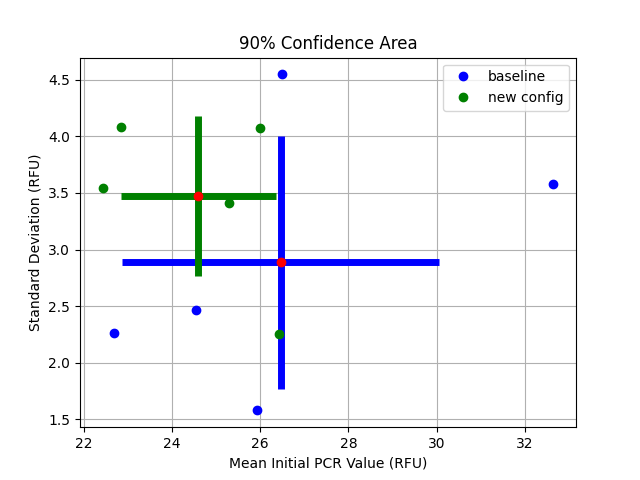 90% Confidence Area
baseline
new config
Standard Deviation (RFU)
4.5
4.0
3.5
3.0
2.5
2.0
1.5
22 24 26 28 30 32
Mean Initial PCR Value (RFU)